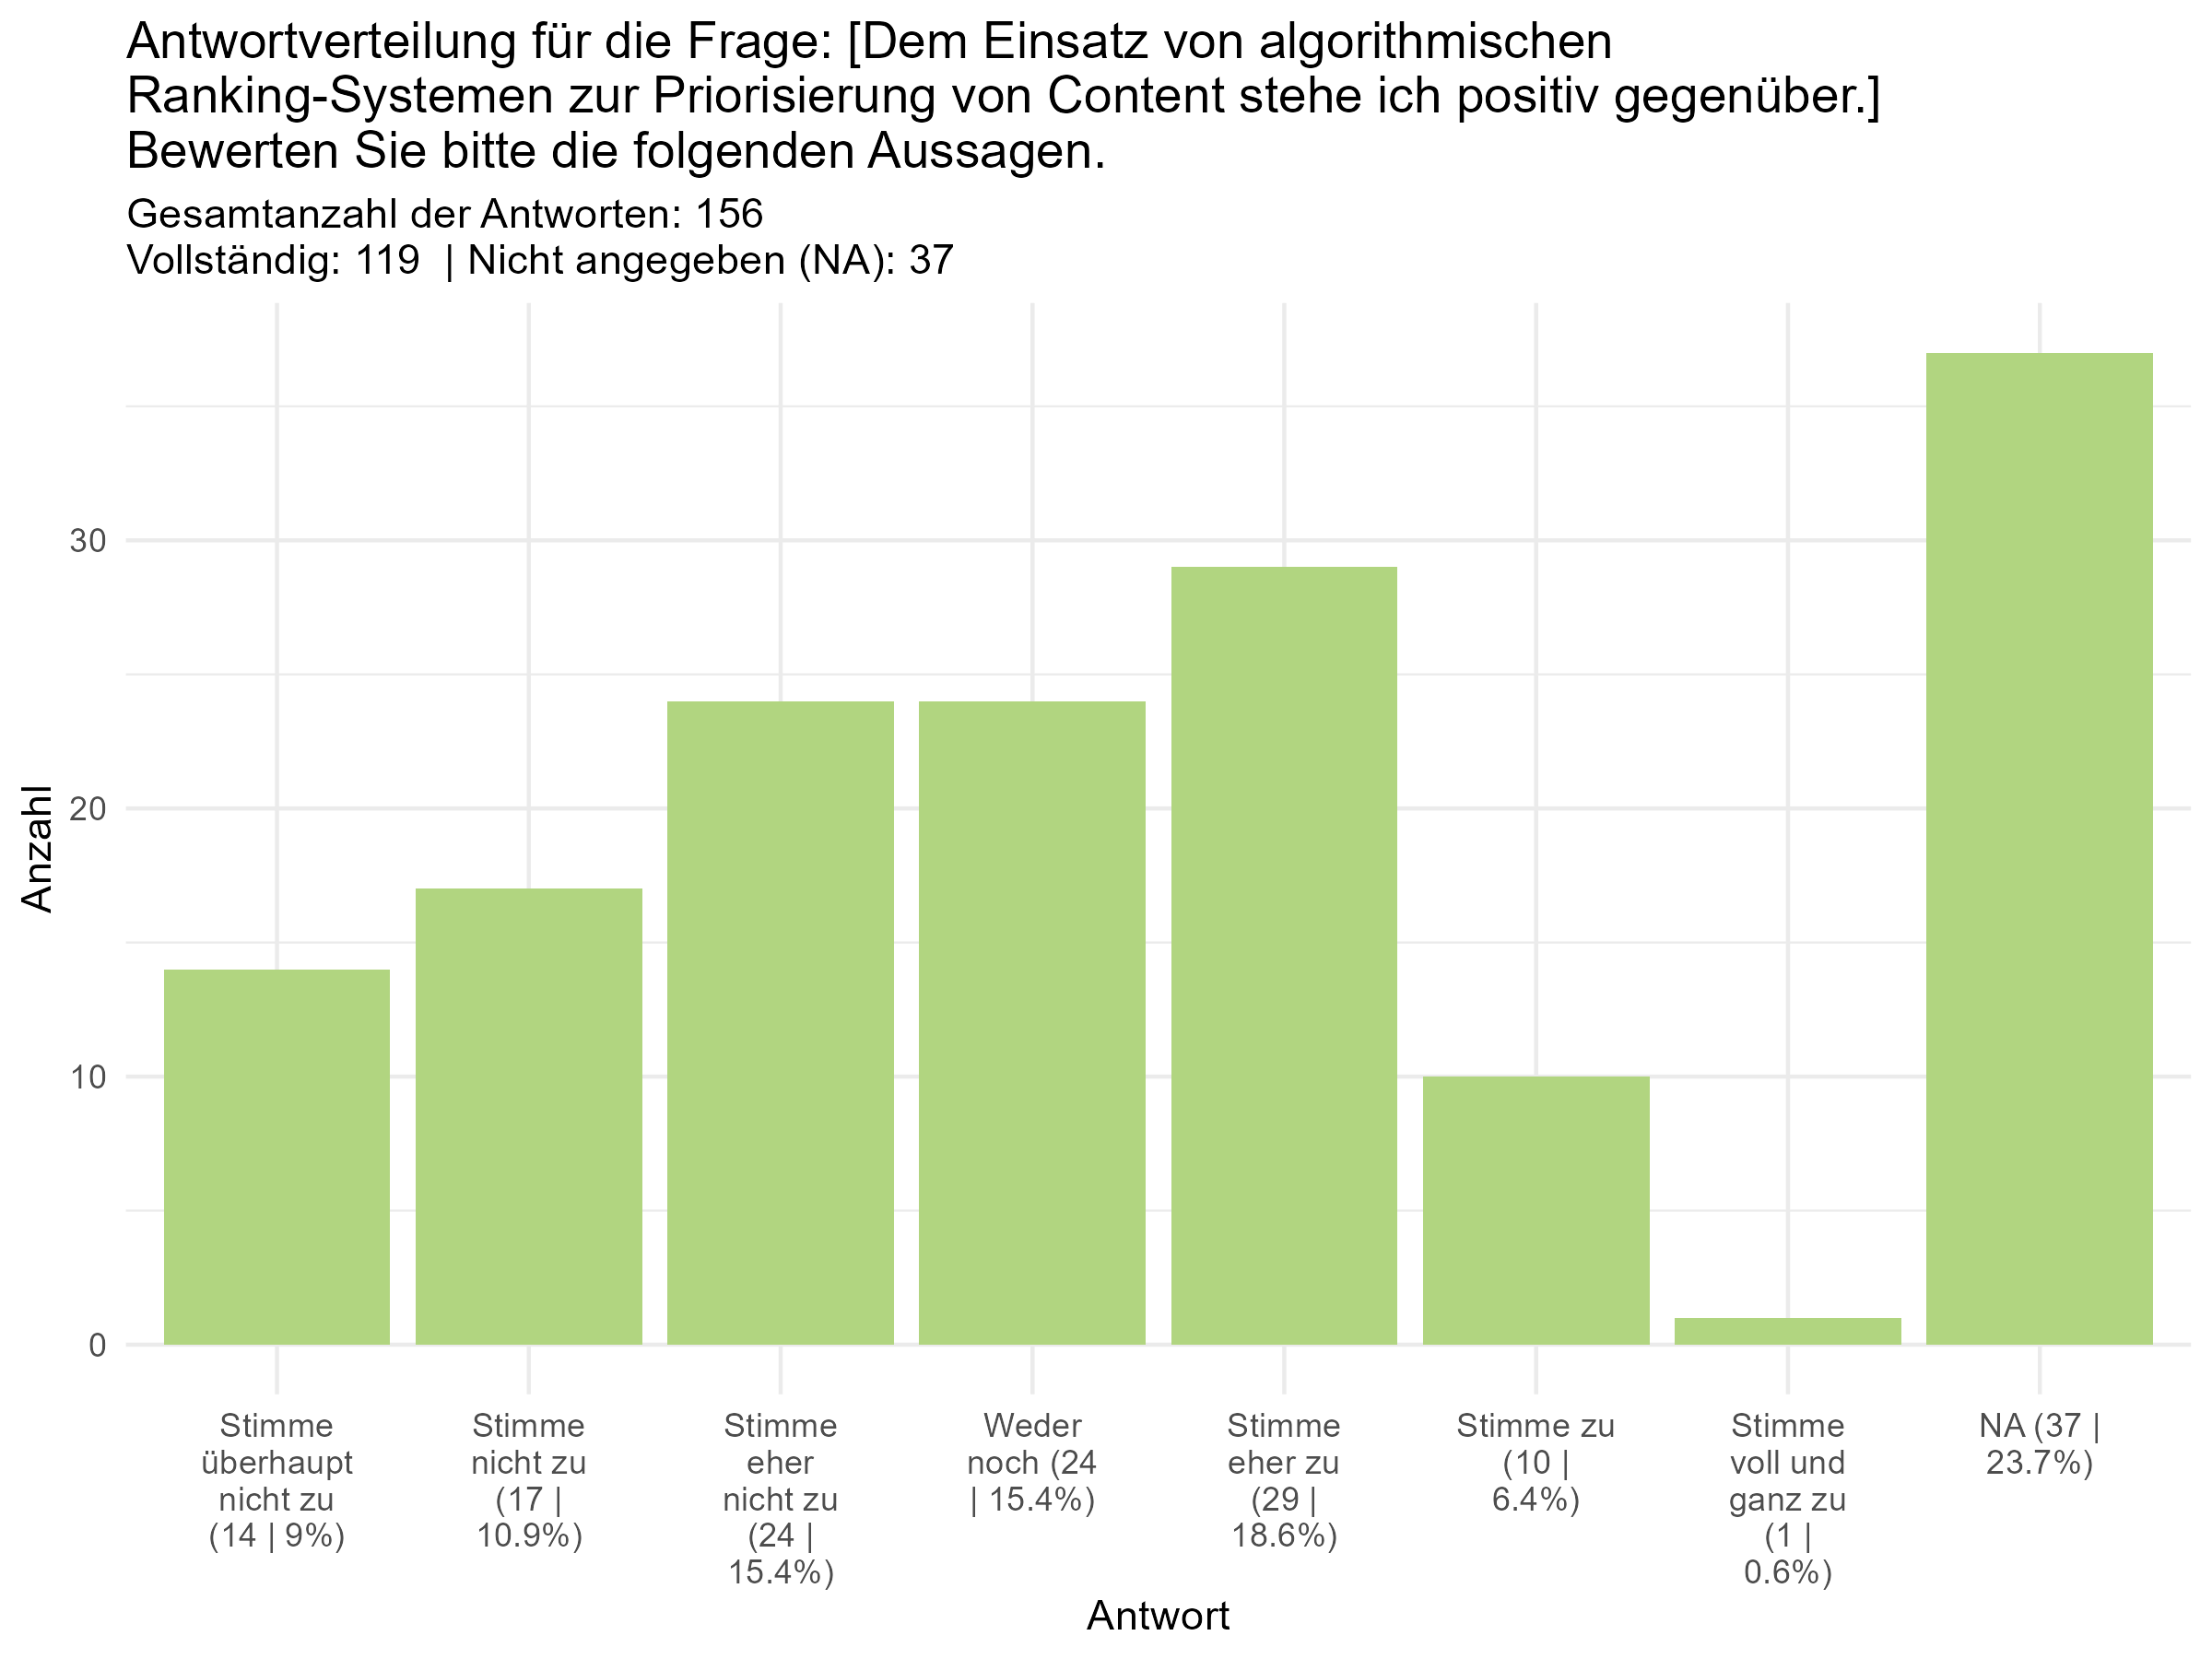 Antwortverteilung für die Frage: [Dem Einsatz von algorithmischen
Ranking-Systemen zur Priorisierung von Content stehe ich positiv gegenüber.]
Bewerten Sie bitte die folgenden Aussagen.
Gesamtanzahl der Antworten: 156
Vollständig: 119 | Nicht angegeben (NA): 37
Anzahl
30
20
10
0
Stimme
überhaupt
nicht zu
(14 | 9%)
Stimme
nicht zu
(17 |
10.9%)
Stimme
eher
nicht zu
(24 |
15.4%)
Weder
noch (24
| 15.4%)
Stimme
eher zu
(29 |
18.6%)
Stimme zu
(10 |
6.4%)
Stimme
voll und
ganz zu
(1 |
0.6%)
NA (37 |
23.7%)
Antwort